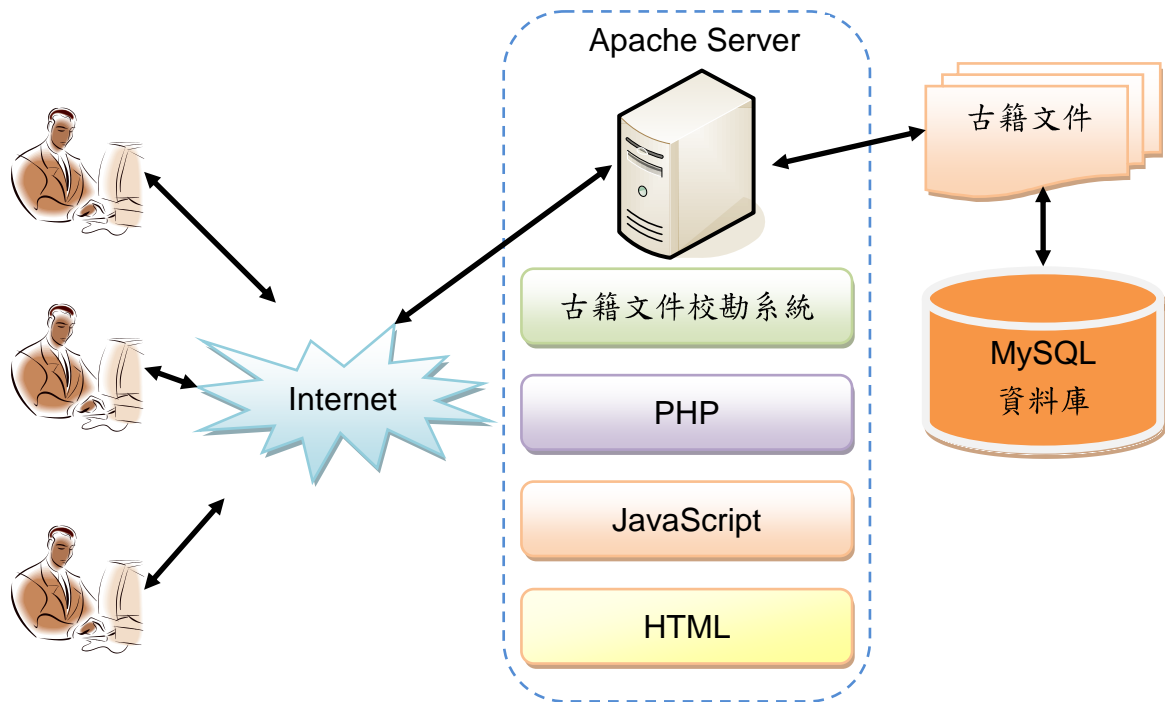 Apache Server
古籍文件
古籍文件校勘系統
Internet
PHP
MySQL
資料庫
JavaScript
HTML